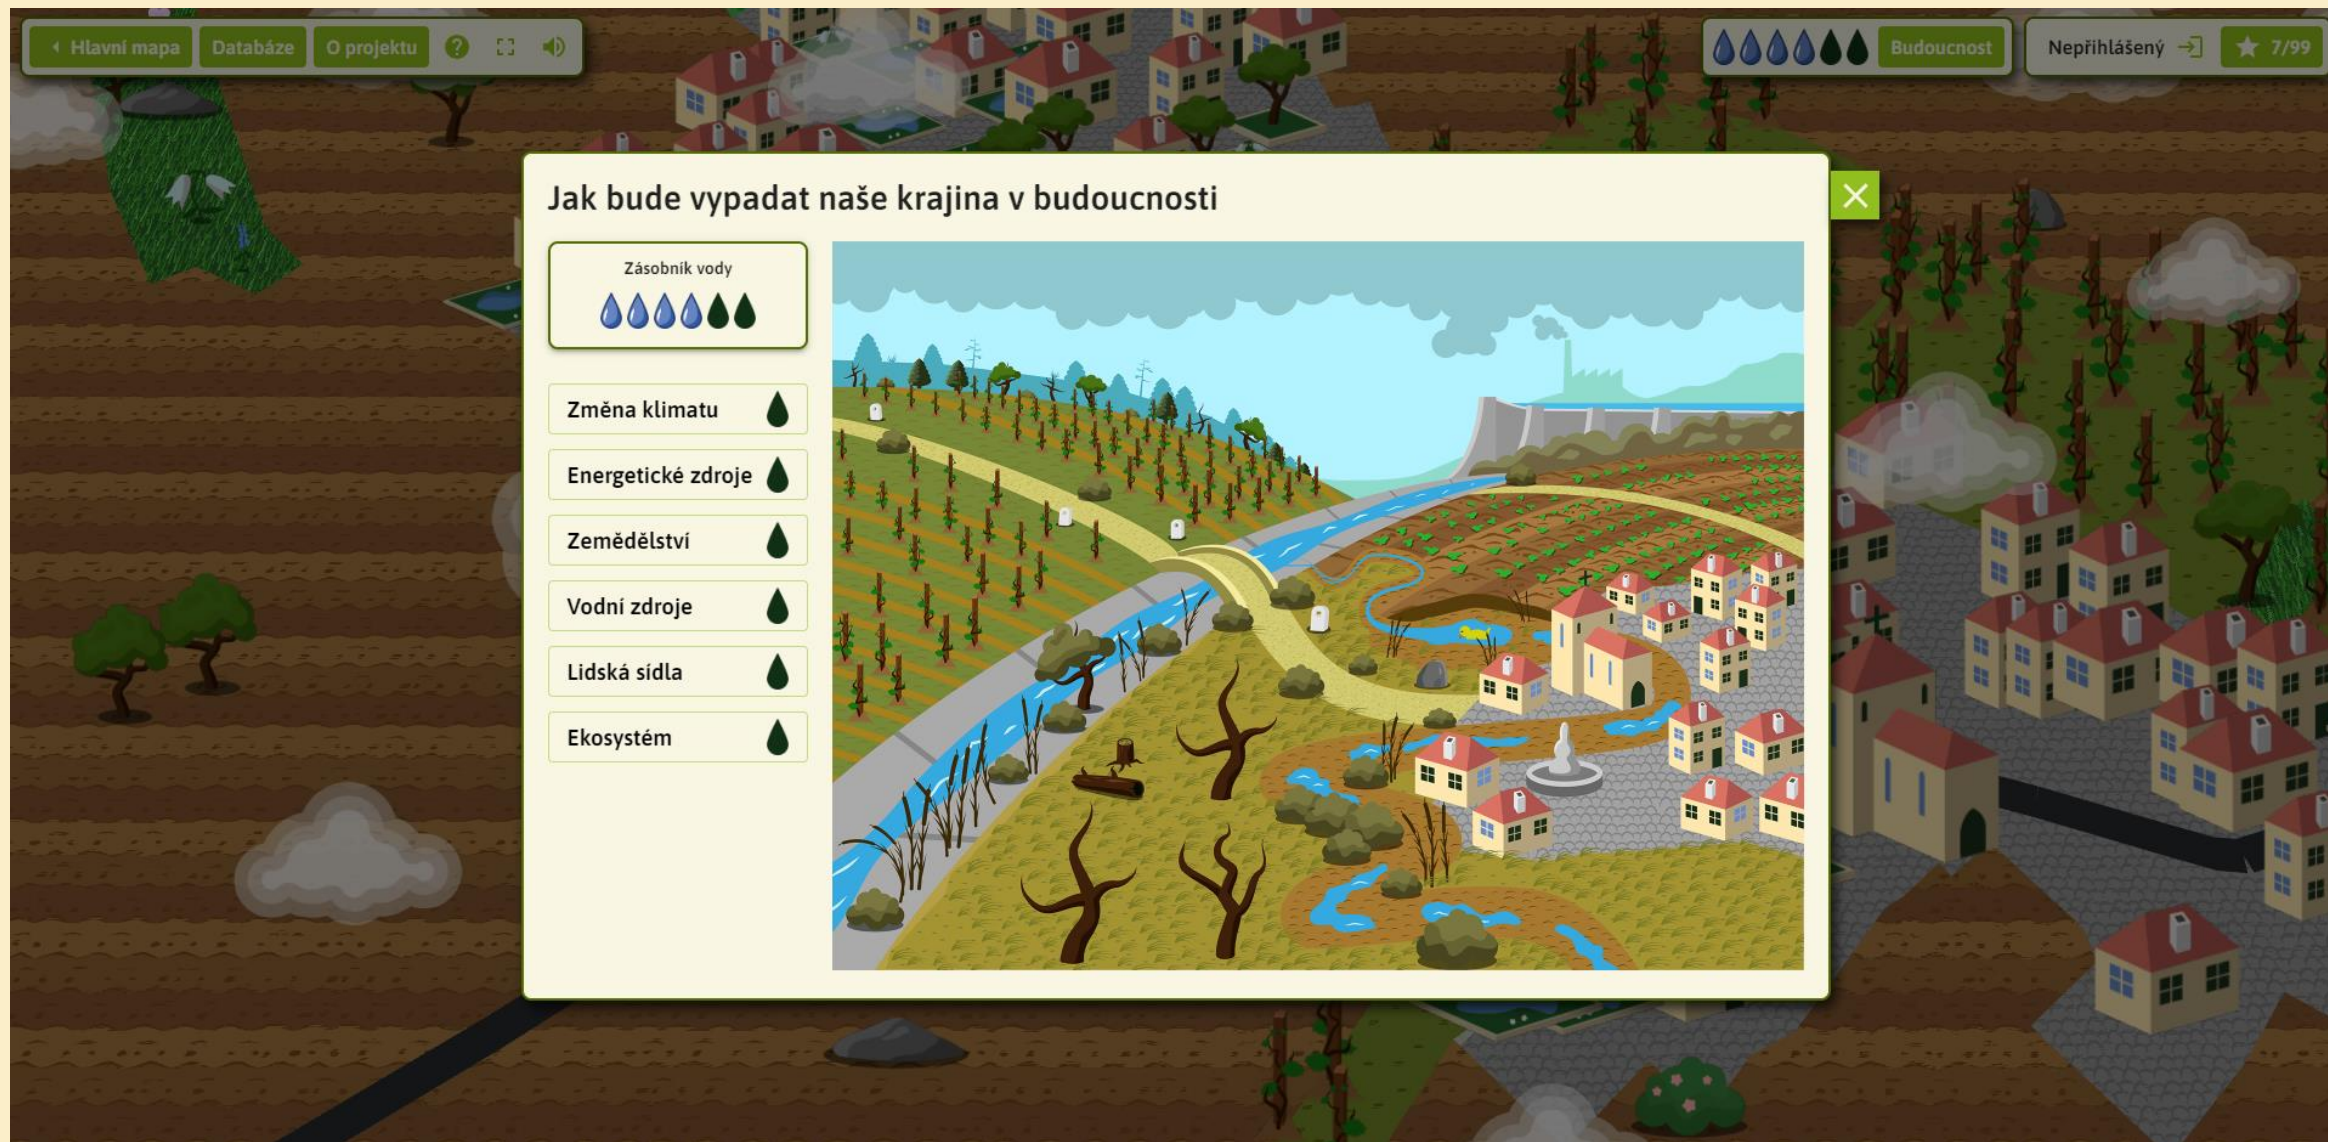 Hlavní mapa
Databáze
O projektu
?
Budoucnost
Nepřihlášený
7/99
Jak bude vypadat naše krajina v budoucnosti
Zásobník vody
Změna klimatu
Energetické zdroje
Zemědělství
Vodní zdroje
Lidská sídla
Ekosystém